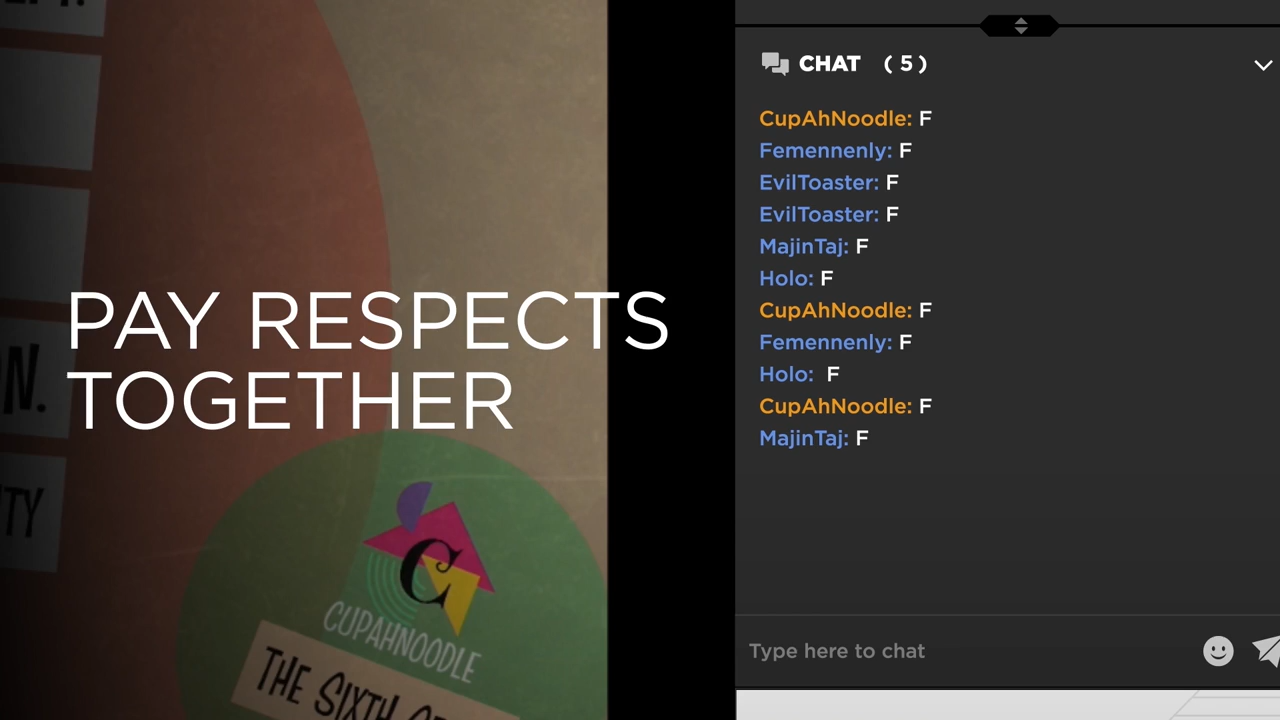 PAY RESPECTS
TOGETHER
C
CUPAHNOODLE
THE SIXTH
CHAT ( 5 )
CupAhNoodle: F
Femennenly: F
EvilToaster: F
EvilToaster: F
MajinTaj: F
Holo: F
CupAhNoodle: F
Femennenly: F
Holo: F
CupAhNoodle: F
MajinTaj: F
Type here to chat